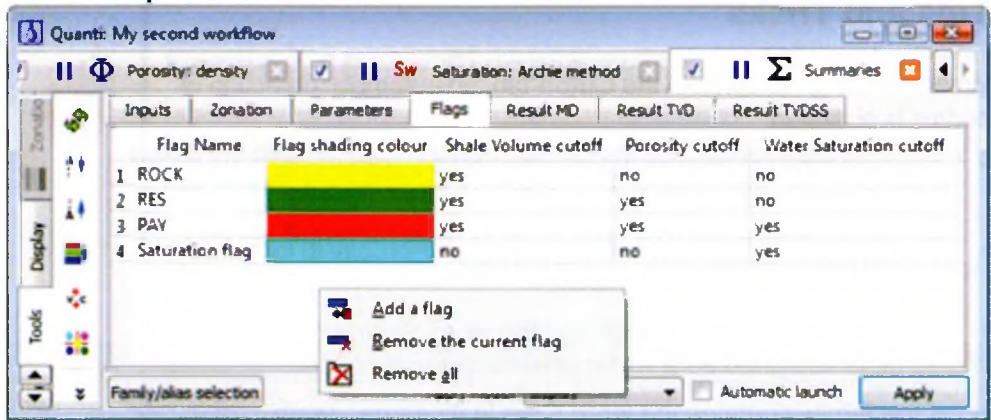 Quanti: My second workflow
Φ Porosity: density Sw Saturation: Archie method Σ Summaries
Inputs Zonation Parameters Flags Result MD Result TVD Result TVDSS
Flag Name Flag shading colour Shale Volume cutoff Porosity cutoff Water Saturation cutoff
1 ROCK yes no no
2 RES yes yes no
3 PAY yes yes yes
4 Saturation flag no no yes
Display
Tools
Add a flag
Remove the current flag
Remove all
Family/alias selection Automatic launch Apply